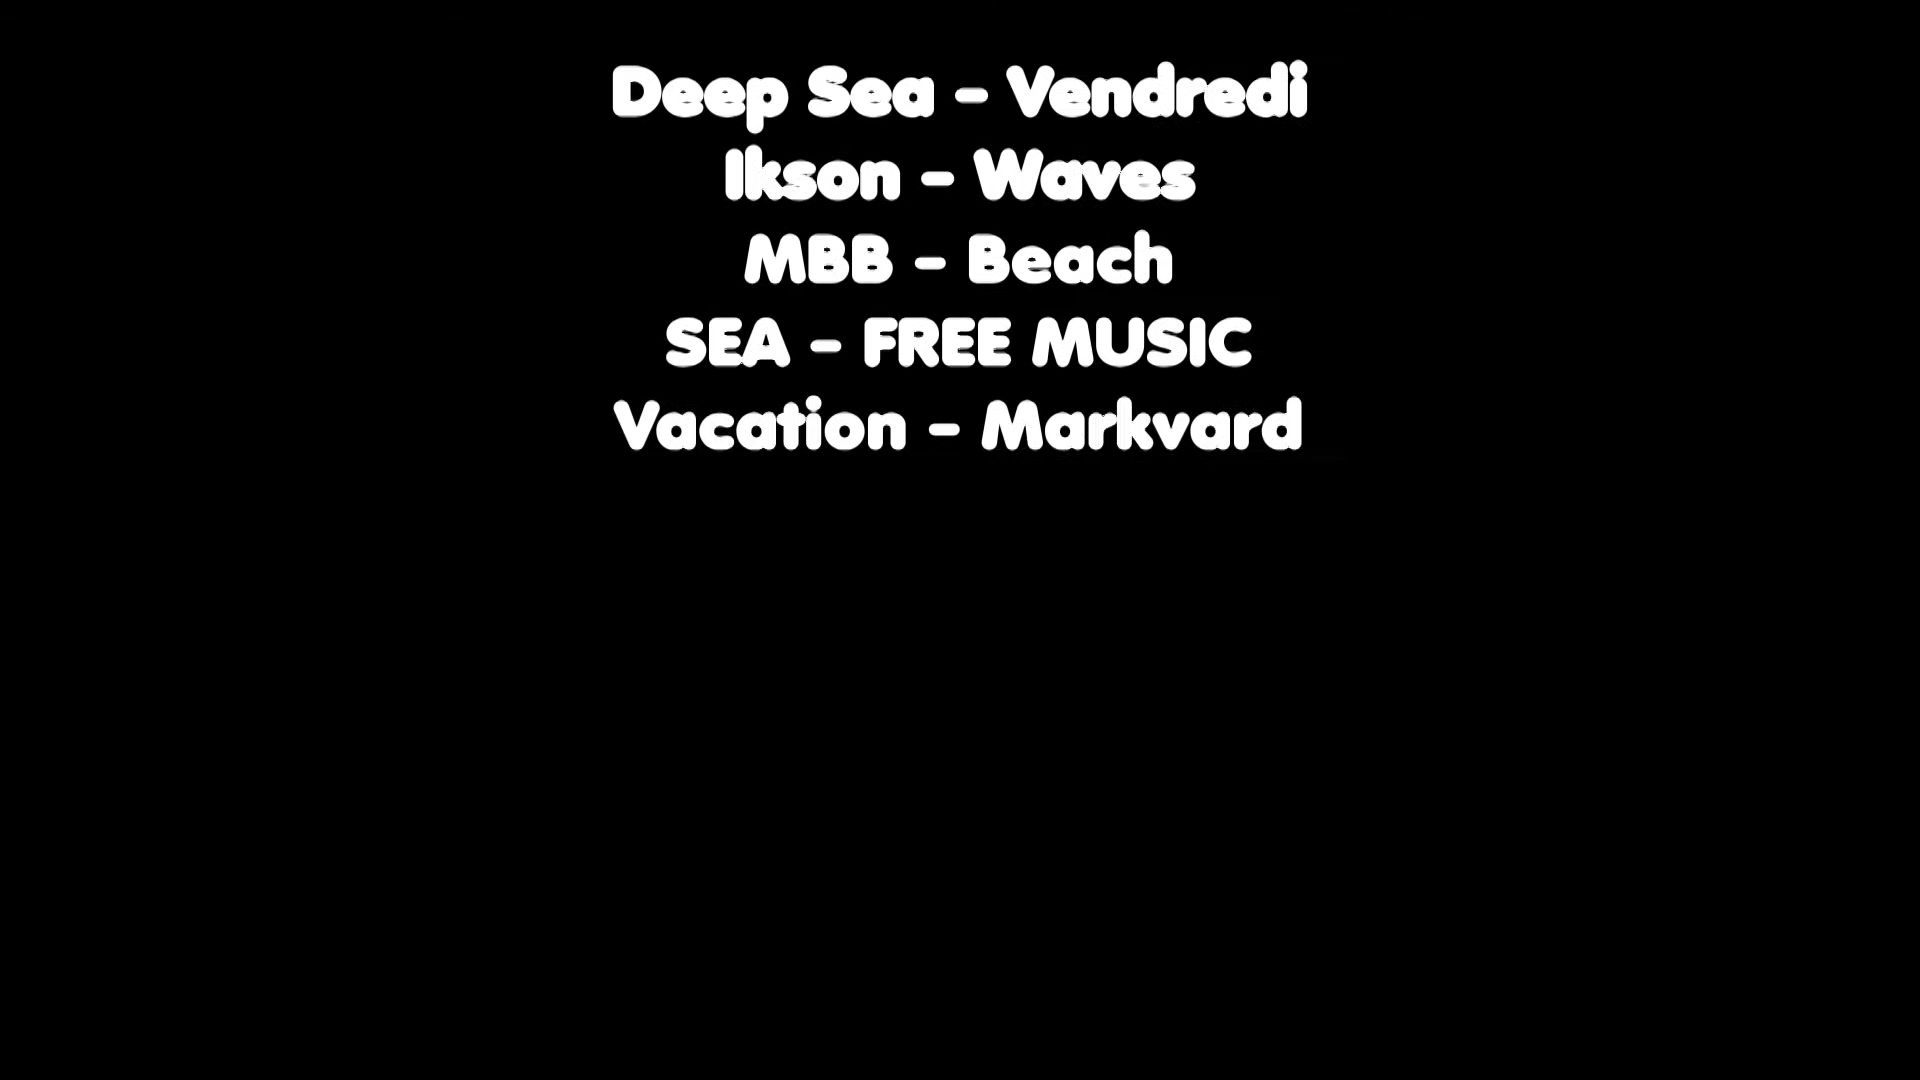 Deep Sea - Vendredi
Ikson - Waves
MBB - Beach
SEA - FREE MUSIC
Vacation - Markvard